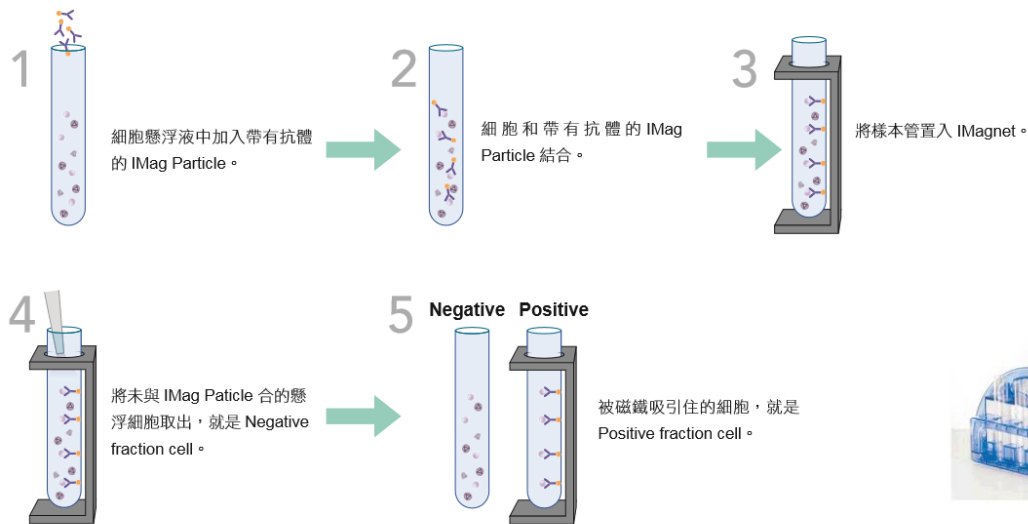 1
細胞懸浮液中加入帶有抗體
的 IMag Particle。
2
細胞和帶有抗體的 IMag
Particle 結合。
3
將樣本管置入 IMagnet。
4
將未與 IMag Paticle 合的懸
浮細胞取出，就是 Negative
fraction cell。
5
Negative Positive
被磁鐵吸引住的細胞，就是
Positive fraction cell。